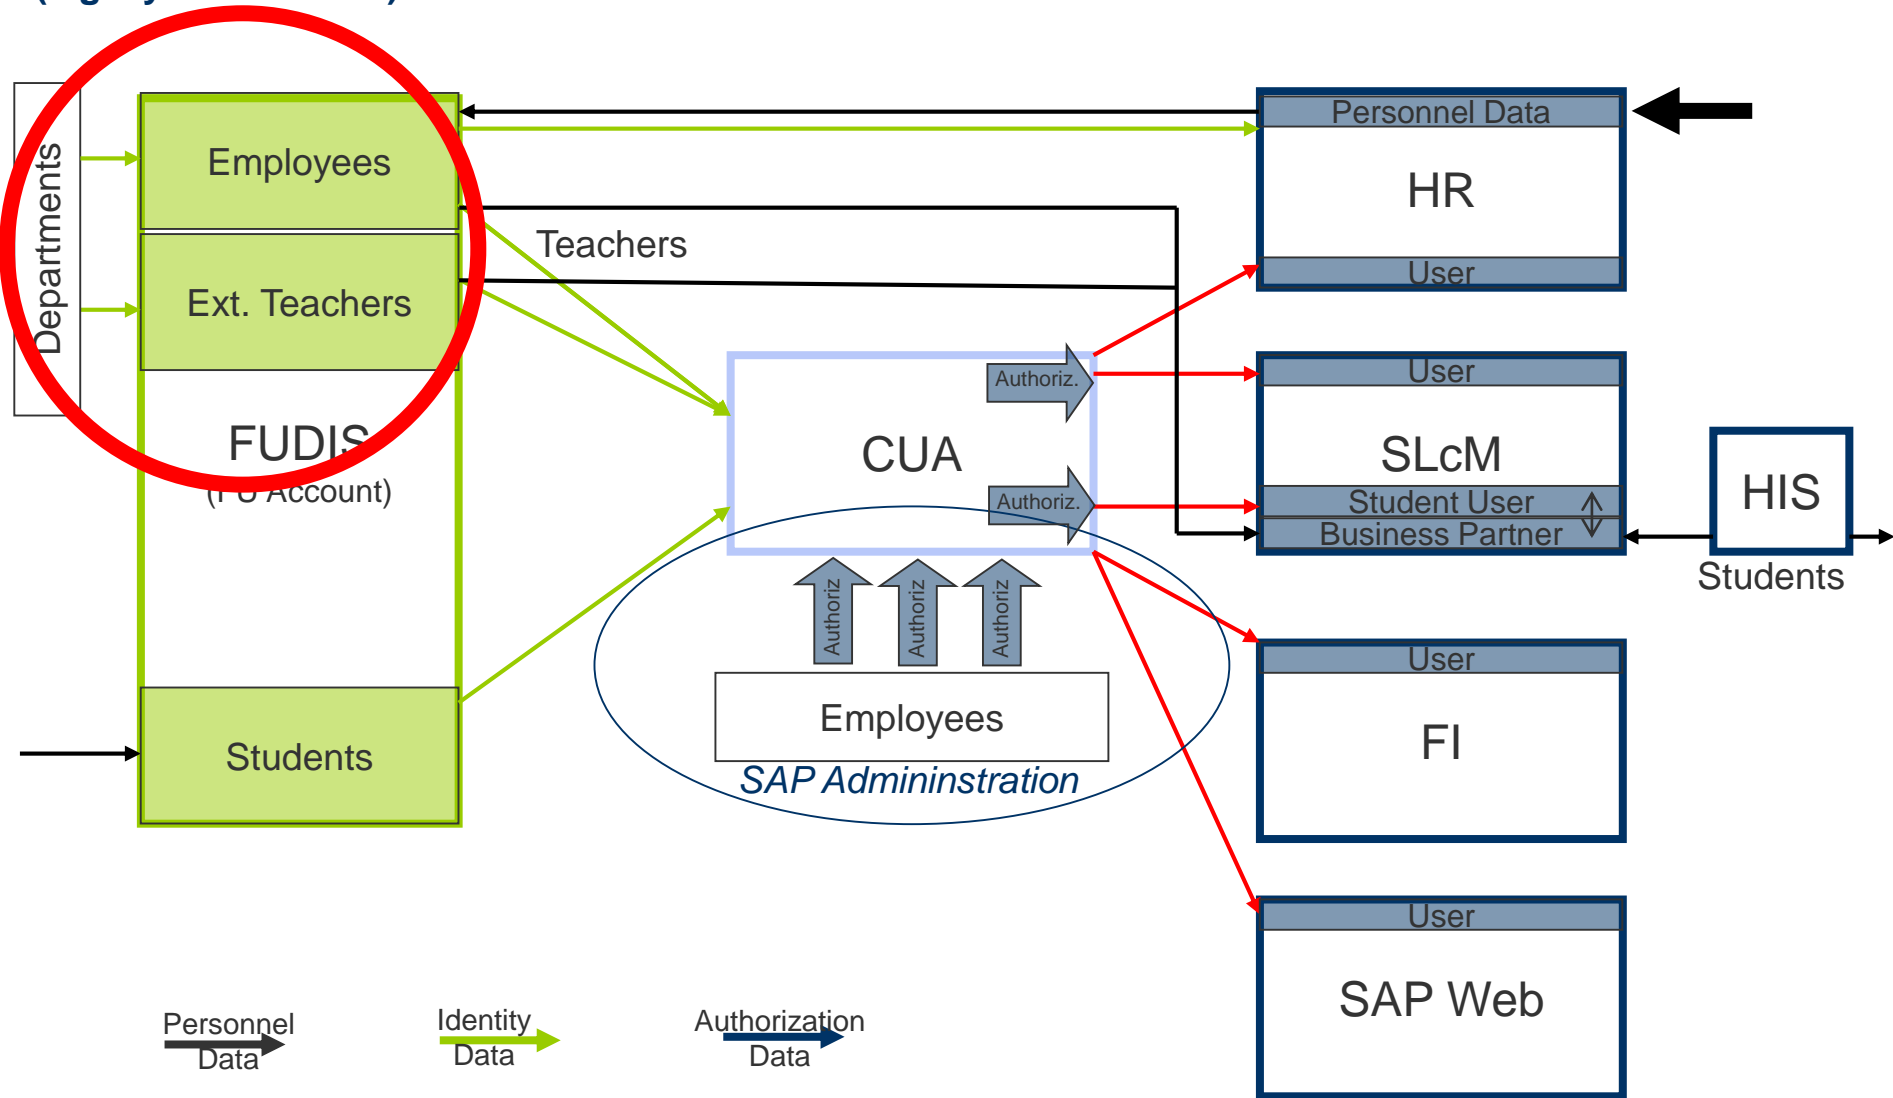 Departments
Employees
Ext. Teachers
FUDIS
(FU Account)
Students
Teachers
CUA
Authoriz.
Authoriz.
Authoriz
Authoriz
Authoriz
Employees
SAP Admininstration
Personnel Data
HR
User
User
SLcM
Student User
Business Partner
HIS
Students
User
FI
User
SAP Web
Personnel
Data
Identity
Data
Authorization
Data